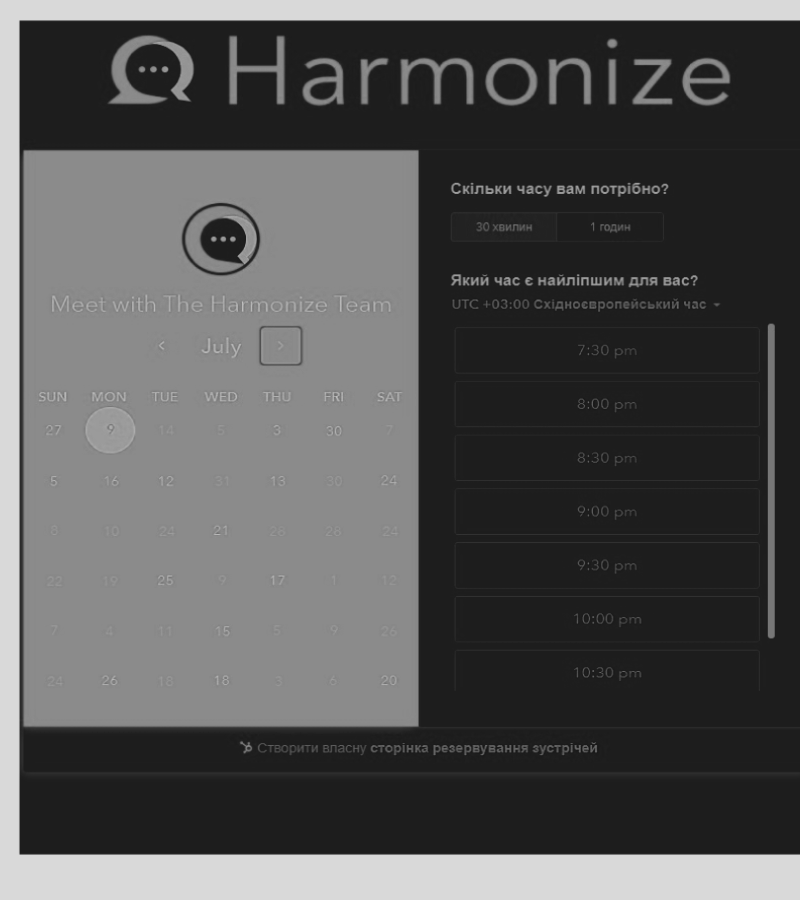 Harmonize
Meet with The Harmonize Team
July
SUN MON TUE WED THU FRI SAT
27 9 14 5 3 30 7
5 16 12 31 13 30 24
8 10 24 21 28 28 24
22 19 25 9 17 1 12
7 4 11 15 5 9 26
24 26 18 18 3 6 20
Скільки часу вам потрібно?
30 хвилин 1 годин
Який час є найліпшим для вас?
UTC +03:00 Східноєвропейський час
7:30 pm
8:00 pm
8:30 pm
9:00 pm
9:30 pm
10:00 pm
10:30 pm
Створити власну сторінка резервування зустрічей